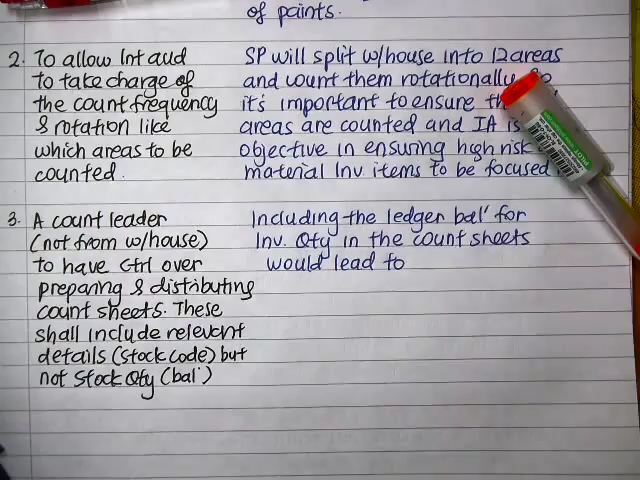 of paints.
2. To allow Int aud
to take charge of
the count frequency
& rotation like
which areas to be
counted.
SP will split w/house into 12 areas
and count them rotationally
it's important to ensure
areas are counted and IA is
objective in ensuring high risk
material Inv items to be focused
3. A count leader
(not from w/house)
to have ctrl over
preparing & distributing
count sheets. These
shall include relevant
details (stock code) but
not Stock Qty (bal')
Including the ledger bal' for
Inv. Qty in the count sheets
would lead to
PILOT